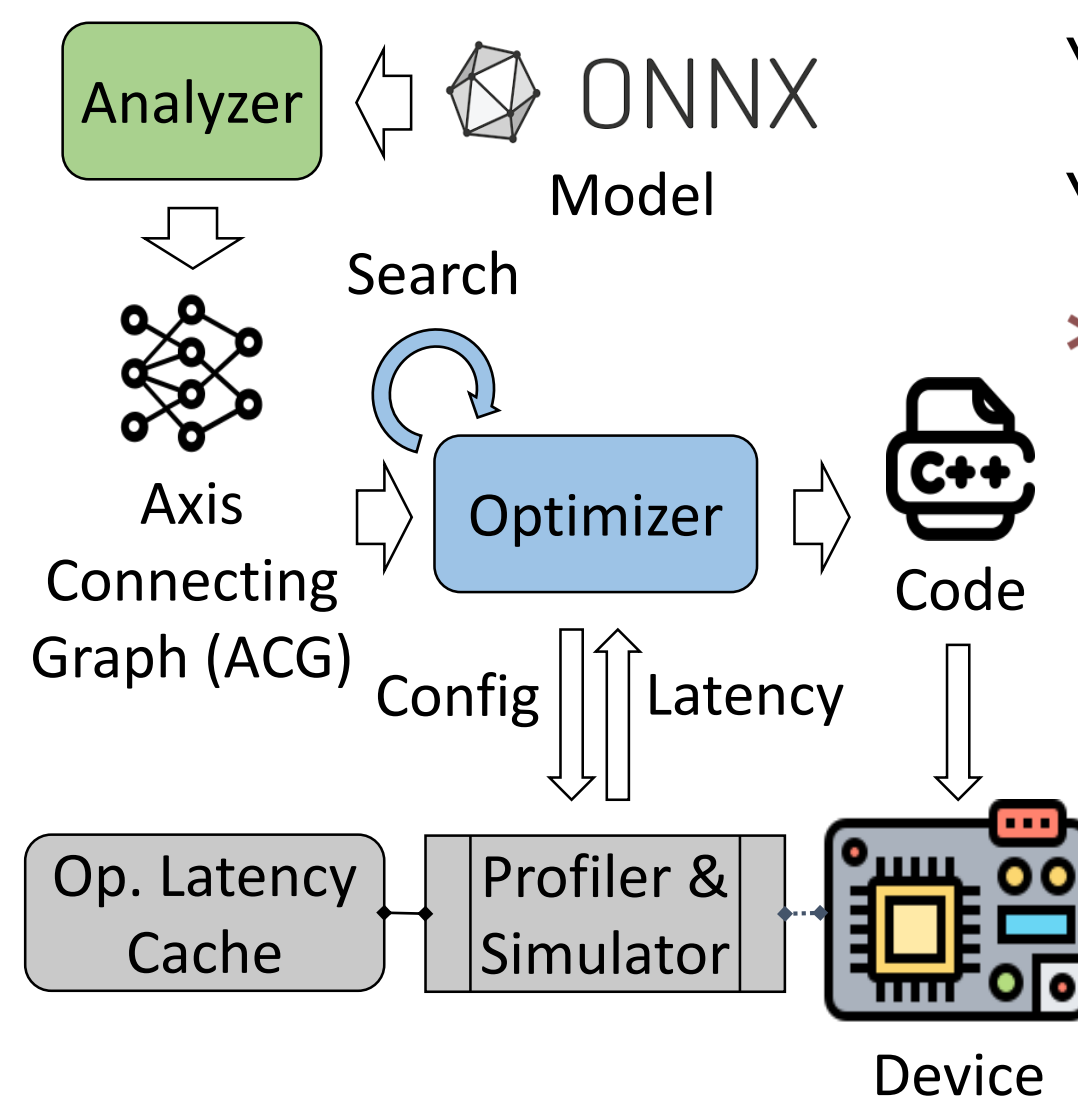 Analyzer
ONNX
Model
Search
Axis
Connecting
Graph (ACG)
Optimizer
C++
Code
Config
Latency
Op. Latency
Cache
Profiler &
Simulator
Device